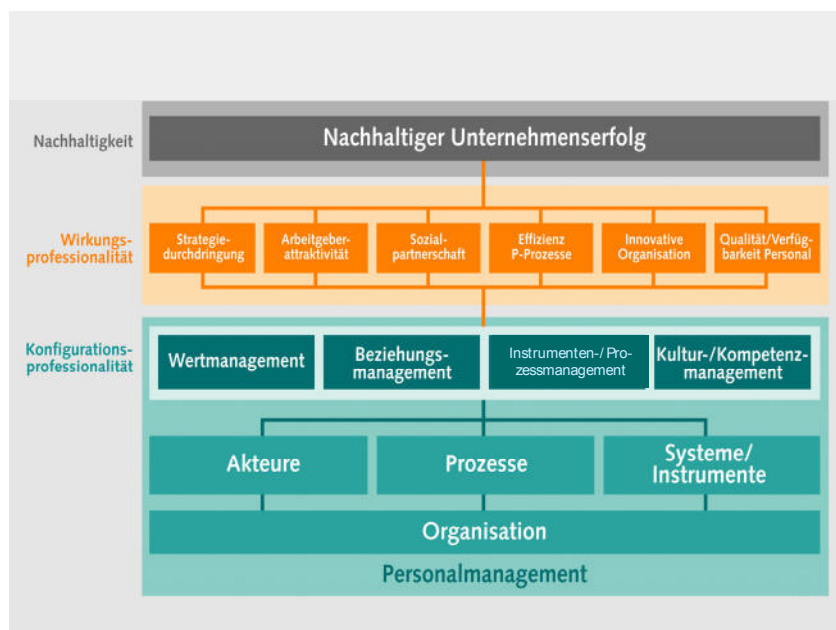 Nachhaltigkeit
Nachhaltiger Unternehmenserfolg
Wirkungs-
professionalität
Strategie-
durchdringung
Arbeitgeber-
attraktivität
Sozial-
partnerschaft
Effizienz
P-Prozesse
Innovative
Organisation
Qualität/Verfüg-
barkeit Personal
Konfigurations-
professionalität
Wertmanagement
Beziehungs-
management
Instrumenten-/ Pro-
zessmanagement
Kultur-/Kompetenz-
management
Akteure
Prozesse
Systeme/
Instrumente
Organisation
Personalmanagement